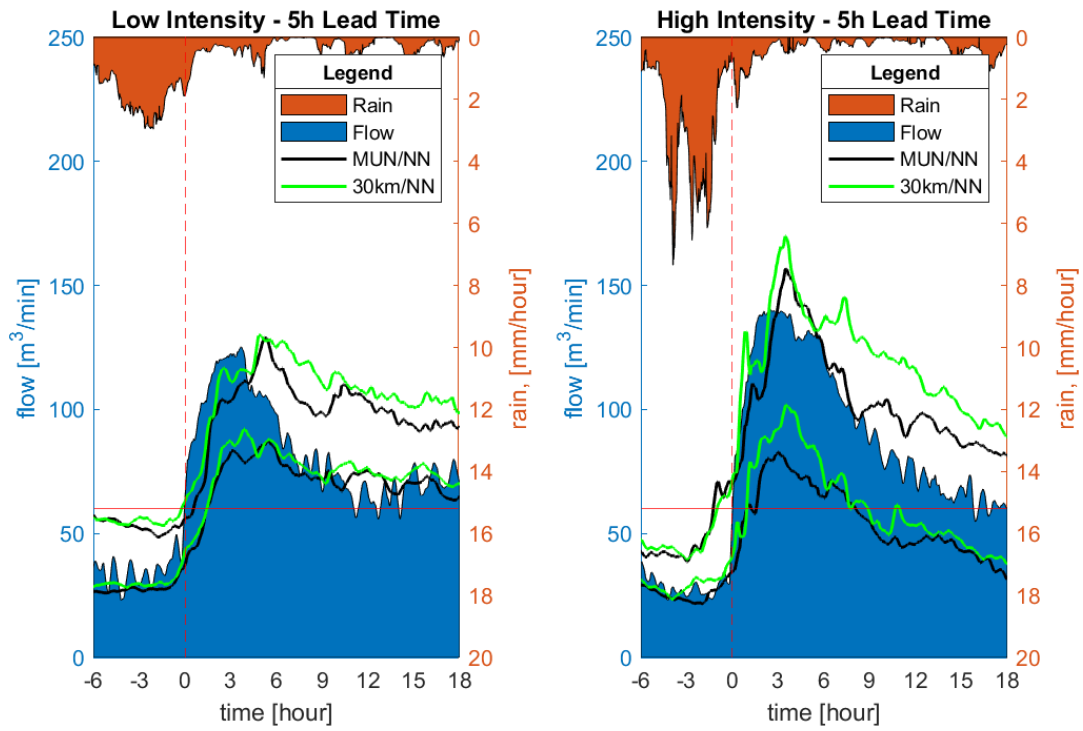 Low Intensity - 5h Lead Time
250
200
150
100
50
0
flow [m³/min]
0
2
4
6
8
10
12
14
16
18
20
rain, [mm/hour]
Legend
Rain
Flow
MUN/NN
30km/NN
-6 -3 0 3 6 9 12 15 18
time [hour]
High Intensity - 5h Lead Time
250
200
150
100
50
0
flow [m³/min]
0
2
4
6
8
10
12
14
16
18
20
rain, [mm/hour]
Legend
Rain
Flow
MUN/NN
30km/NN
-6 -3 0 3 6 9 12 15 18
time [hour]